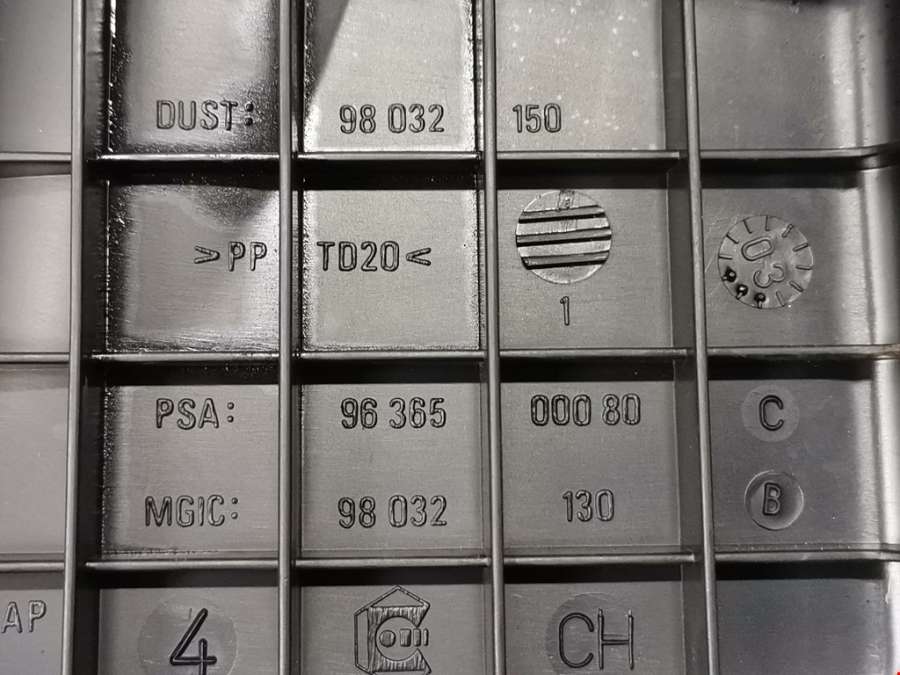 DUST: 98 032 150
>PP TD20<
03
1
PSA: 96 365 000 80 C
MGIC: 98 032 130 B
AP 4 CH